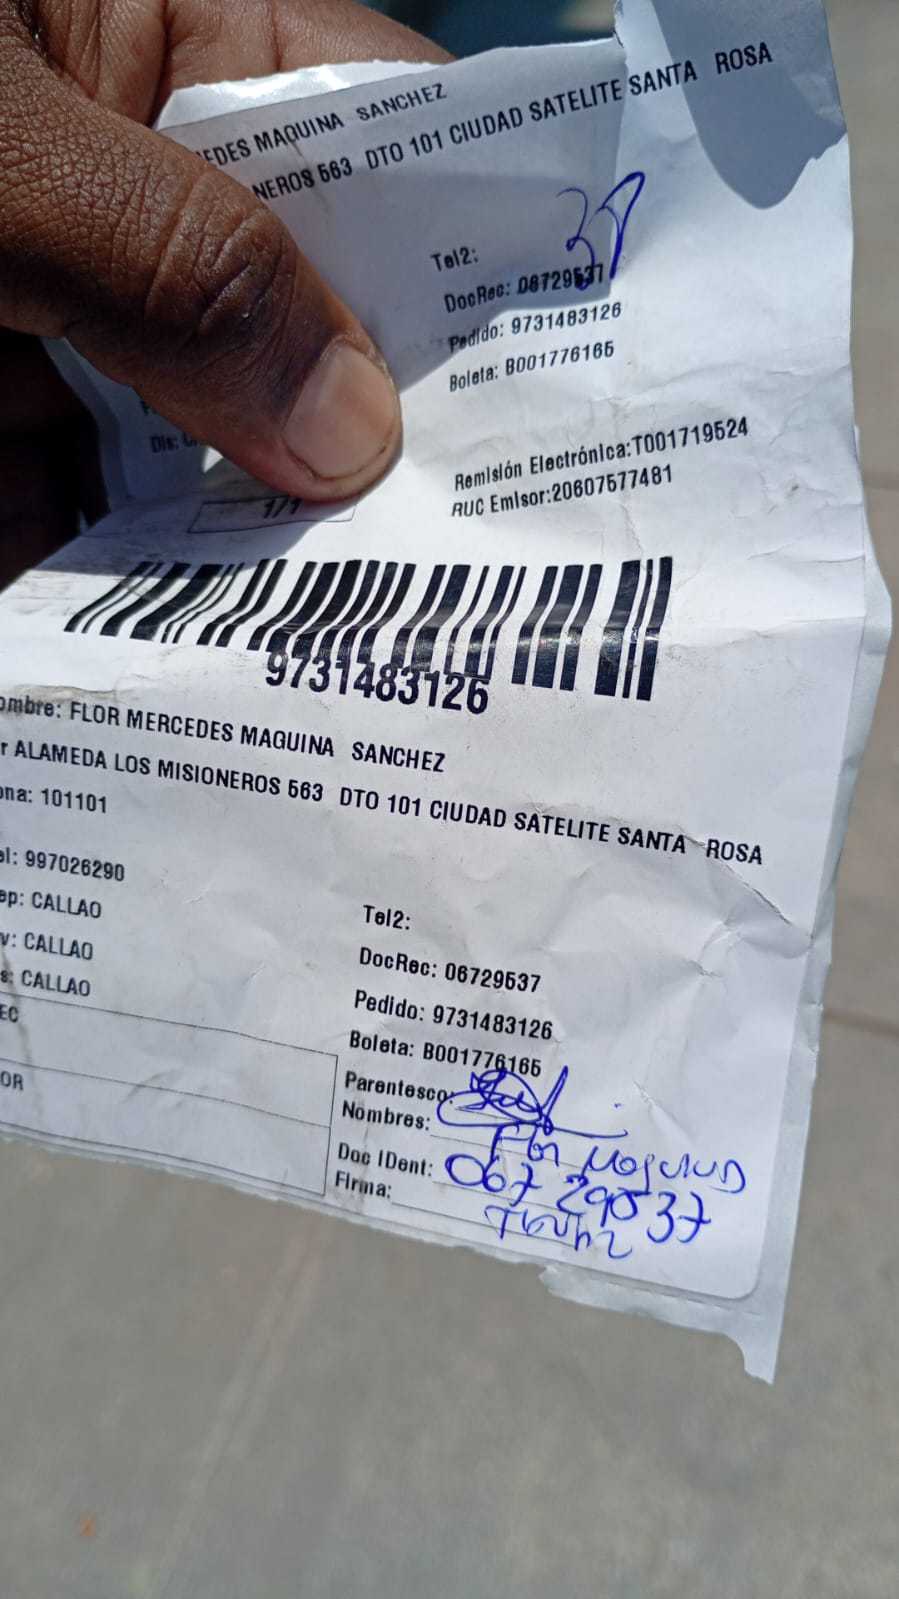 EDES MAQUINA SANCHEZ
NEROS 563 DTO 101 CIUDAD SATELITE SANTA ROSA
37
Tel2:
DocRec: 06729537
Pedido: 9731483126
Boleta: B001776165
Dis:
Remisión Electrónica:T001719524
RUC Emisor:20607577481
171
9731483126
ombre: FLOR MERCEDES MAQUINA SANCHEZ
r ALAMEDA LOS MISIONEROS 563 DTO 101 CIUDAD SATELITE SANTA ROSA
ona: 101101
el: 997026290
ep: CALLAO
v: CALLAO
s: CALLAO
EC
OR
Tel2:
DocRec: 06729537
Pedido: 9731483126
Boleta: B001776165
Parentesco:
Nombres: Flor
Doc IDent: 06729537
Firma: